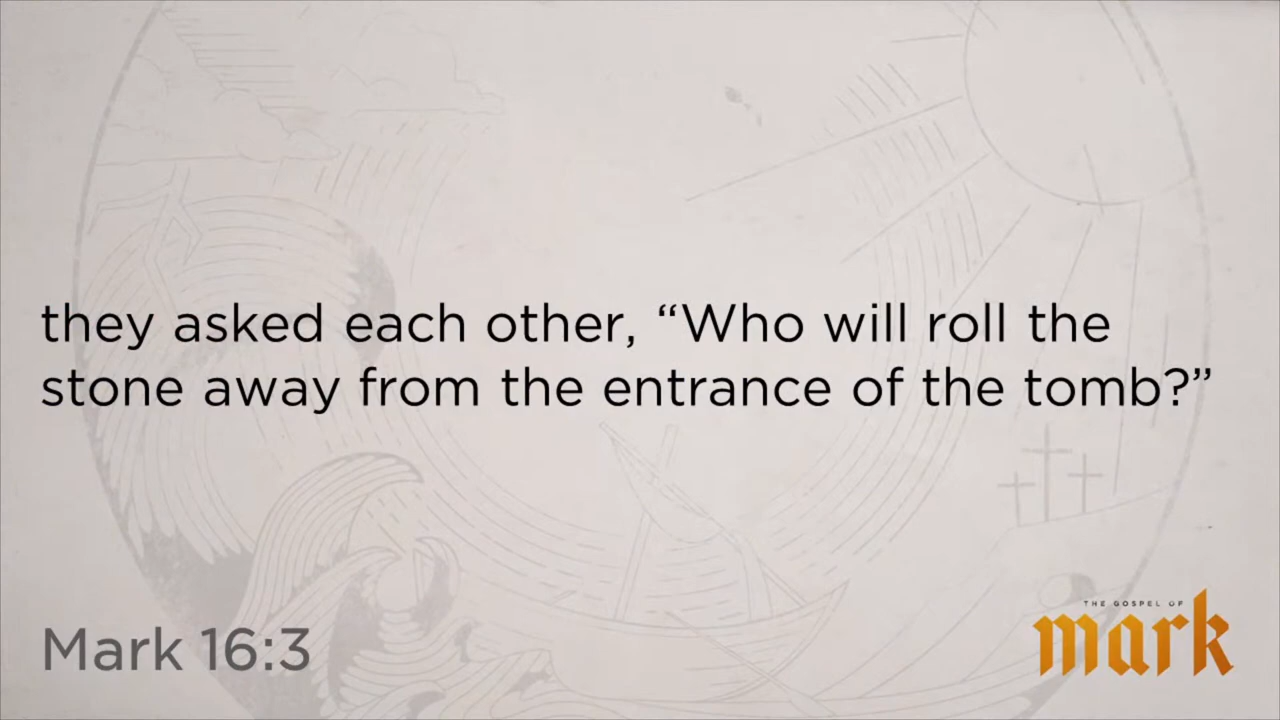 they asked each other, “Who will roll the
stone away from the entrance of the tomb?”
Mark 16:3
THE GOSPEL OF
mark